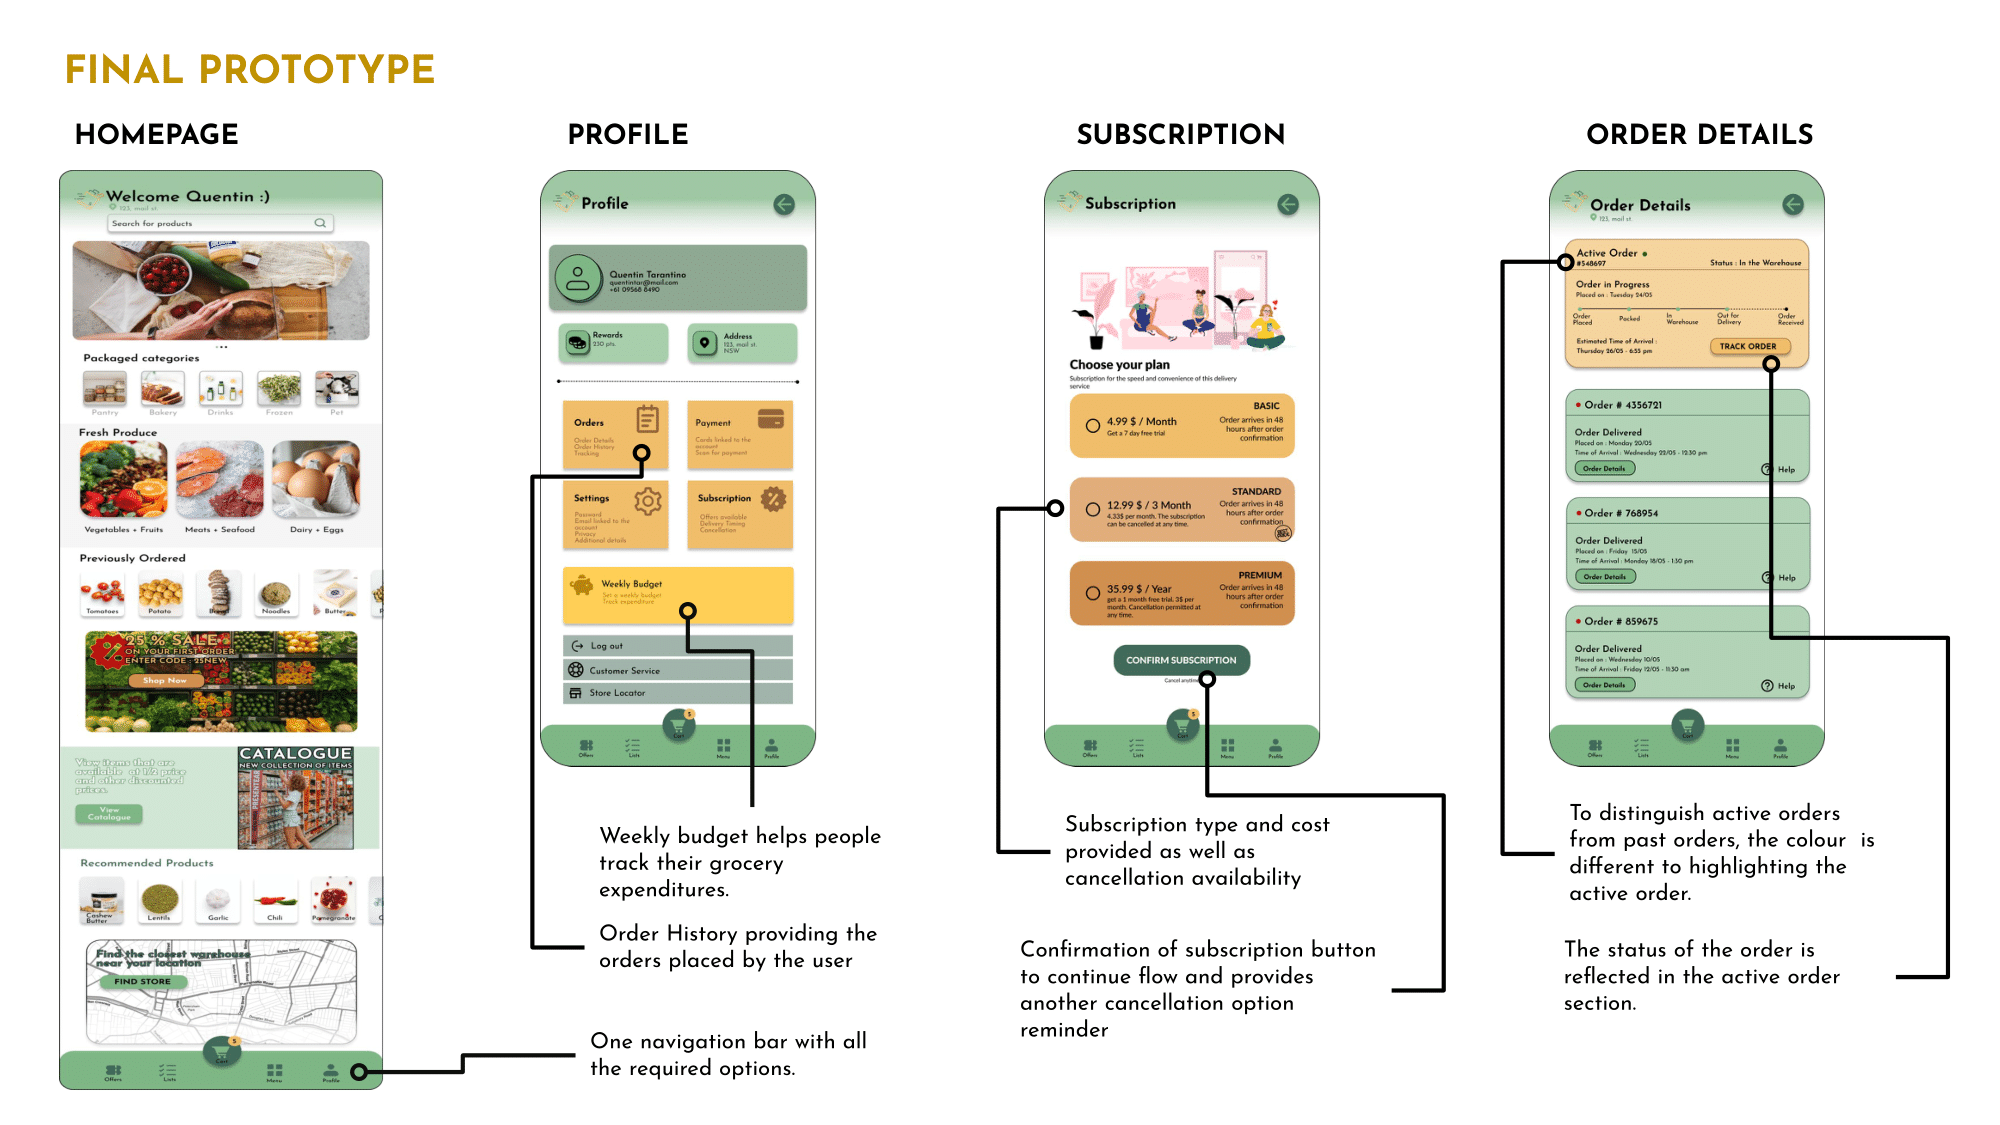 FINAL PROTOTYPE
HOMEPAGE
Welcome Quentin :)
123, mail st.
Search for products
Packaged categories
Pantry
Bakery
Drinks
Frozen
Pet
Fresh Produce
Vegetables + Fruits
Meats + Seafood
Dairy + Eggs
Previously Ordered
Tomatoes
Potato
Bread
Noodles
Butter
25 % SALE
ON YOUR FIRST ORDER
ENTER CODE : 25NEW
Shop Now
View items that are
available at 1/2 price
and other discounted
prices.
View
Catalogue
CATALOGUE
NEW COLLECTION OF ITEMS
Recommended Products
Cashew
Butter
Lentils
Garlic
Chili
Pomegranate
Find the closest warehouse
near your location
FIND STORE
$
Cart
Offers
Lists
Menu
Profile
PROFILE
Profile
Quentin Tarantino
quentintar@mail.com
+61 09568 8490
Rewards
230 pts.
Address
123, mail st.
NSW
Orders
Order Details
Order History
Tracking
Payment
Cards linked to the
account
Scan for payment
Settings
Password
Email linked to the
account
Privacy
Additional details
Subscription
Offers available
Delivery Timing
Cancellation
Weekly Budget
Set a weekly budget
Track expenditure
Log out
Customer Service
Store Locator
$
Cart
Offers
Lists
Menu
Profile
Weekly budget helps people
track their grocery
expenditures.
Order History providing the
orders placed by the user
One navigation bar with all
the required options.
SUBSCRIPTION
Subscription
Choose your plan
Subscription for the speed and convenience of this delivery
service
BASIC
4.99 $ / Month
Get a 7 day free trial
Order arrives in 48
hours after order
confirmation
STANDARD
12.99 $ / 3 Month
4.33$ per month. The subscription
can be cancelled at any time.
Order arrives in 48
hours after order
confirmation
PREMIUM
35.99 $ / Year
get a 1 month free trial. 3$ per
month. Cancellation permitted at
any time.
Order arrives in 48
hours after order
confirmation
CONFIRM SUBSCRIPTION
Cancel anytime
$
Cart
Offers
Lists
Menu
Profile
Subscription type and cost
provided as well as
cancellation availability
Confirmation of subscription button
to continue flow and provides
another cancellation option
reminder
ORDER DETAILS
Order Details
123, mail st.
Active Order
#548697
Status : In the Warehouse
Order in Progress
Placed on : Tuesday 24/05
Order
Placed
Packed
In
Warehouse
Out for
Delivery
Order
Received
Estimated Time of Arrival :
Thursday 26/05 - 6:55 pm
TRACK ORDER
Order # 4356721
Order Delivered
Placed on : Monday 20/05
Time of Arrival : Wednesday 22/05 - 12:30 pm
Order Details
Help
Order # 768954
Order Delivered
Placed on : Friday 15/05
Time of Arrival : Monday 18/05 - 1:30 pm
Order Details
Help
Order # 859675
Order Delivered
Placed on : Wednesday 10/05
Time of Arrival : Friday 12/05 - 11:30 am
Order Details
Help
Cart
Offers
Lists
Menu
Profile
To distinguish active orders
from past orders, the colour  is
different to highlighting the
active order.
The status of the order is
reflected in the active order
section.